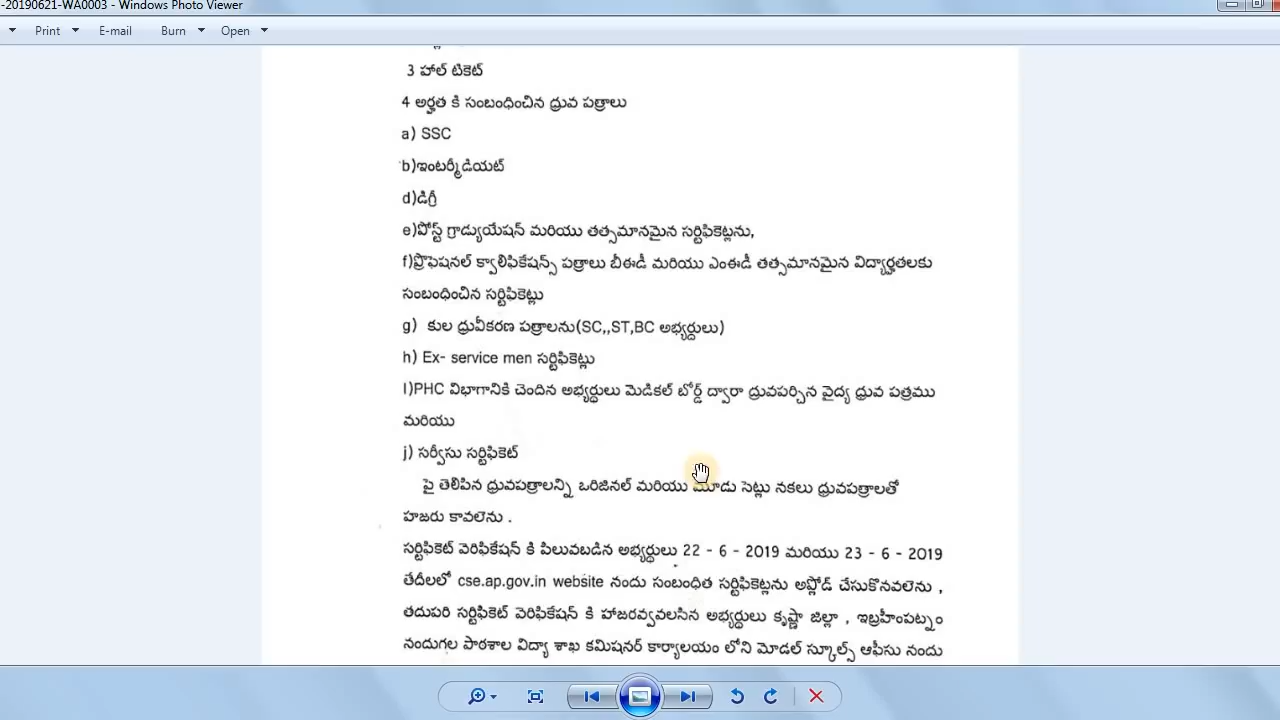 -20190621-WA0003 - Windows Photo Viewer
Print E-mail Burn Open
3 హాల్ టికెట్
4 అర్హత కి సంబంధించిన ధ్రువ పత్రాలు
a) SSC
b)ఇంటర్మీడియట్
d)డిగ్రీ
e)పోస్ట్ గ్రాడ్యుయేషన్ మరియు తత్సమానమైన సర్టిఫికెట్లను,
f)ప్రొఫెషనల్ క్వాలిఫికేషన్స్ పత్రాలు బీఈడీ మరియు ఎంఈడీ తత్సమానమైన విద్యార్హతలకు
సంబంధించిన సర్టిఫికెట్లు
g) కుల ధ్రువీకరణ పత్రాలను(SC,,ST,BC అభ్యర్థులు)
h) Ex- service men సర్టిఫికెట్లు
l)PHC విభాగానికి చెందిన అభ్యర్థులు మెడికల్ బోర్డ్ ద్వారా ధ్రువపర్చిన వైద్య ధ్రువ పత్రము
మరియు
j) సర్వీసు సర్టిఫికెట్
పై తెలిపిన ధ్రువపత్రాలన్ని ఒరిజినల్ మరియు మూడు సెట్లు నకలు ధ్రువపత్రాలతో
హజరు కావలెను .
సర్టిఫికెట్ వెరిఫికేషన్ కి పిలువబడిన అభ్యర్థులు 22 - 6 - 2019 మరియు 23 - 6 - 2019
తేదీలలో cse.ap.gov.in website నందు సంబంధిత సర్టిఫికెట్లను అప్లోడ్ చేసుకొనవలెను ,
తదుపరి సర్టిఫికెట్ వెరిఫికేషన్ కి హాజరవ్వవలసిన అభ్యర్థులు కృష్ణా జిల్లా , ఇబ్రహీంపట్నం
నందుగల పాఠశాల విద్యా శాఖ కమిషనర్ కార్యాలయం లోని మోడల్ స్కూల్స్ ఆఫీసు నందు